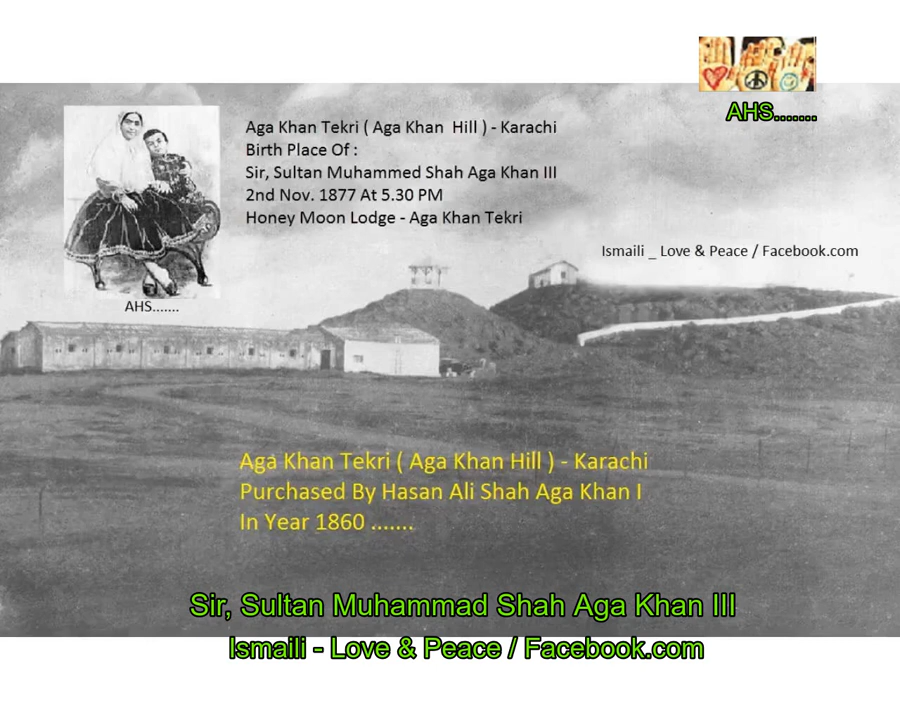 AHS.......
Aga Khan Tekri ( Aga Khan Hill ) - Karachi
Birth Place Of :
Sir, Sultan Muhammed Shah Aga Khan III
2nd Nov. 1877 At 5.30 PM
Honey Moon Lodge - Aga Khan Tekri
Ismaili _ Love & Peace / Facebook.com
AHS.......
Aga Khan Tekri ( Aga Khan Hill ) - Karachi
Purchased By Hasan Ali Shah Aga Khan I
In Year 1860 .......
Sir, Sultan Muhammad Shah Aga Khan III
Ismaili - Love & Peace / Facebook.com